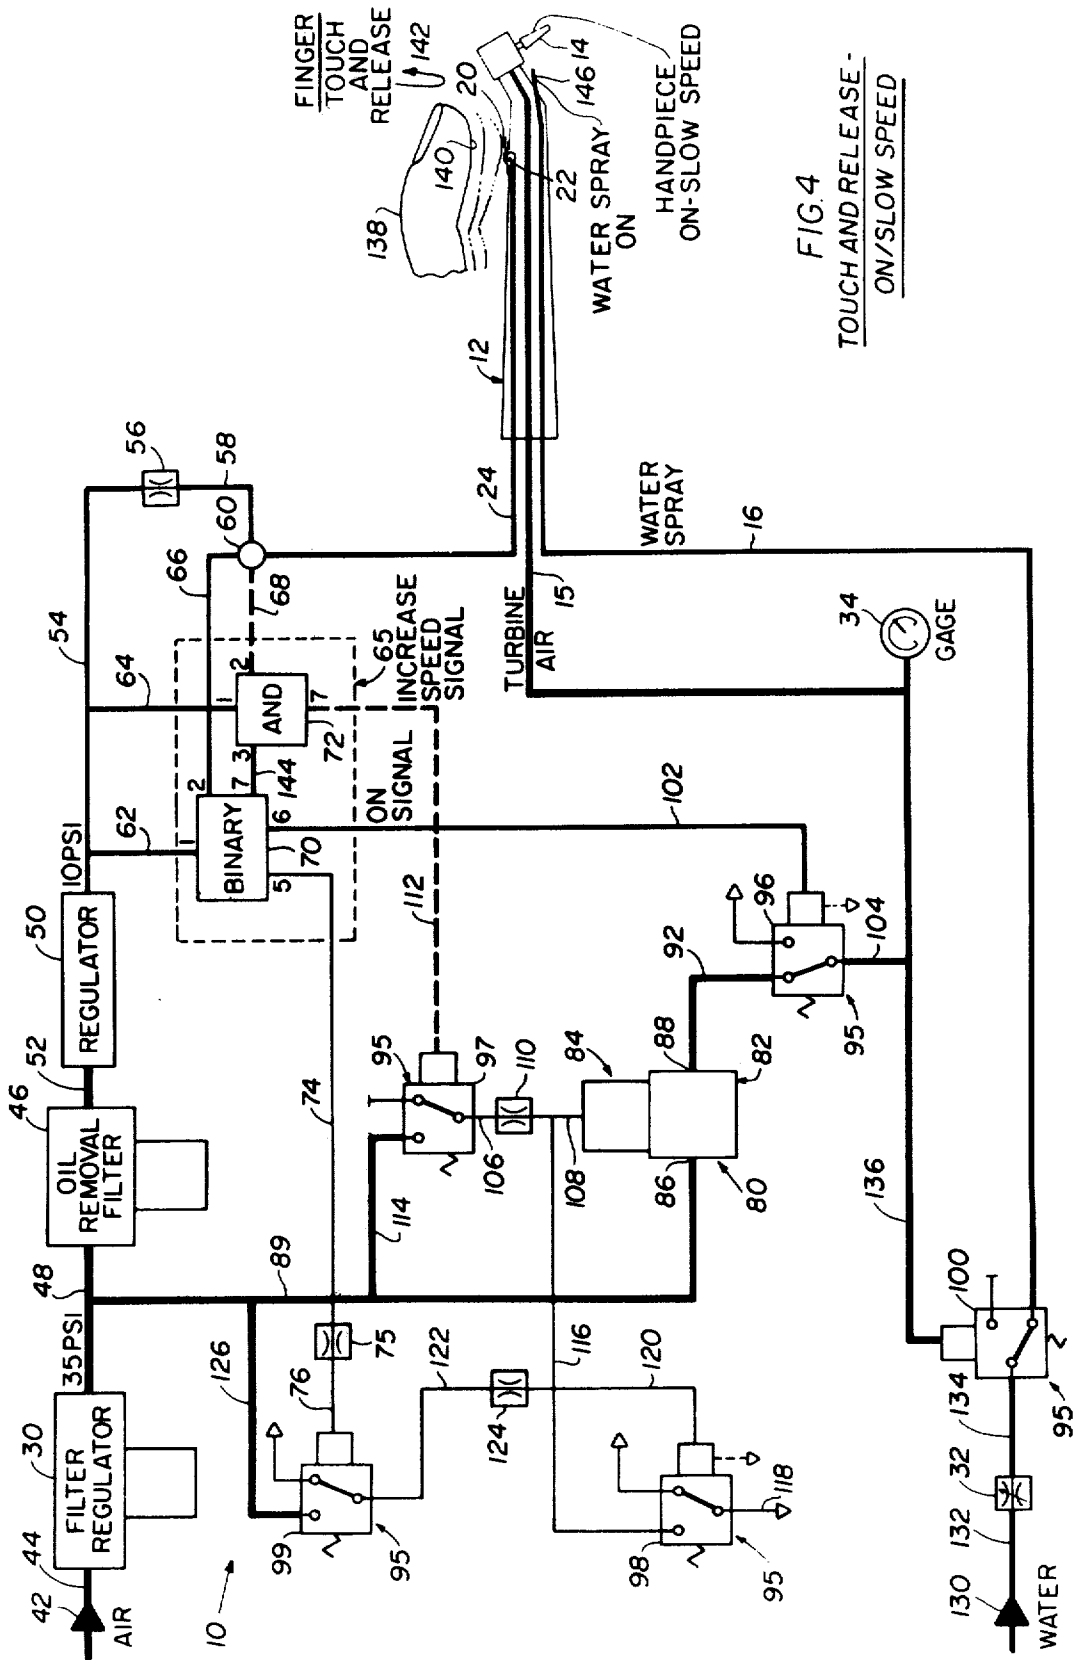 FINGER
TOUCH
AND
RELEASE
142
20
138
140
22
14
146
WATER SPRAY
ON
HANDPIECE
ON-SLOW SPEED
12
24
WATER
SPRAY
16
TURBINE
AIR
15
34
GAGE
56
58
60
66
68
54
64
65
INCREASE
SPEED
SIGNAL
1
2
AND
3
7
72
144
2
7
BINARY
1
6
5
70
ON
SIGNAL
62
10 PSI
102
50
REGULATOR
52
46
OIL
REMOVAL
FILTER
48
35 PSI
30
FILTER
REGULATOR
44
42
AIR
10
74
112
95
97
110
106
108
84
82
88
86
80
92
96
104
95
114
89
126
75
76
122
124
116
120
99
95
98
118
95
136
100
95
134
32
132
130
WATER
FIG. 4
TOUCH AND RELEASE-
ON/SLOW SPEED